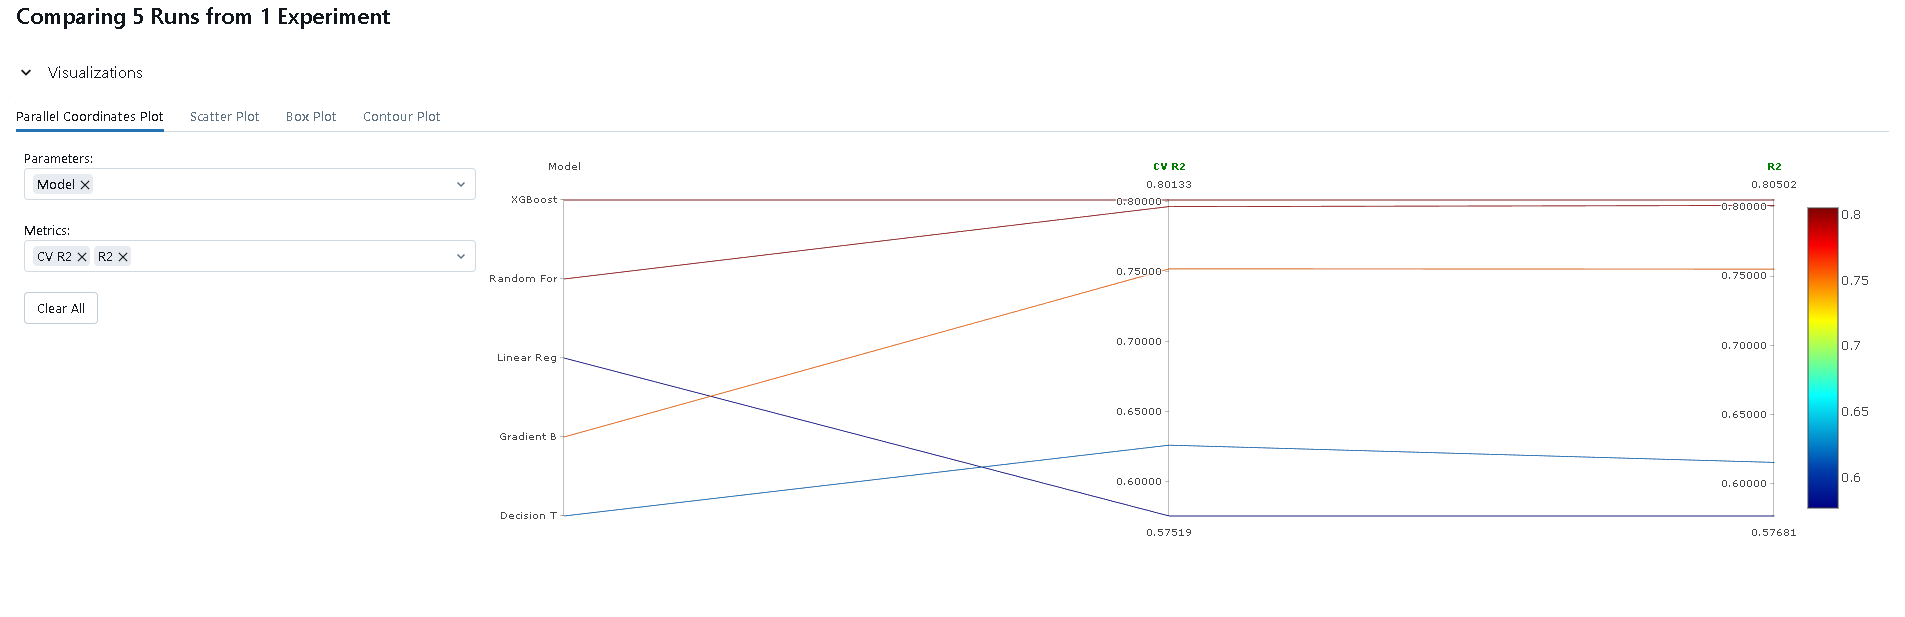 Comparing 5 Runs from 1 Experiment
Visualizations
Parallel Coordinates Plot Scatter Plot Box Plot Contour Plot
Parameters:
Model
Metrics:
CV R2 R2
Clear All
Model
XGBoost
Random For
Linear Reg
Gradient B
Decision T
CV R2
0.80133
0.80000
0.75000
0.70000
0.65000
0.60000
0.57519
R2
0.80502
0.80000
0.75000
0.70000
0.65000
0.60000
0.57681
0.8
0.75
0.7
0.65
0.6